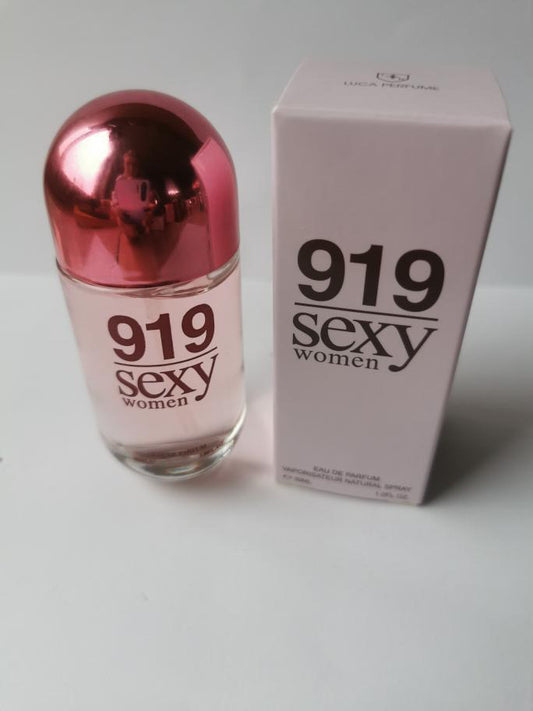 LUCA PERFUME
919
sexy
women
EAU DE PARFUM
VAPORISATEUR NATURAL SPRAY
1.0FL OZ.
919
sexy
women